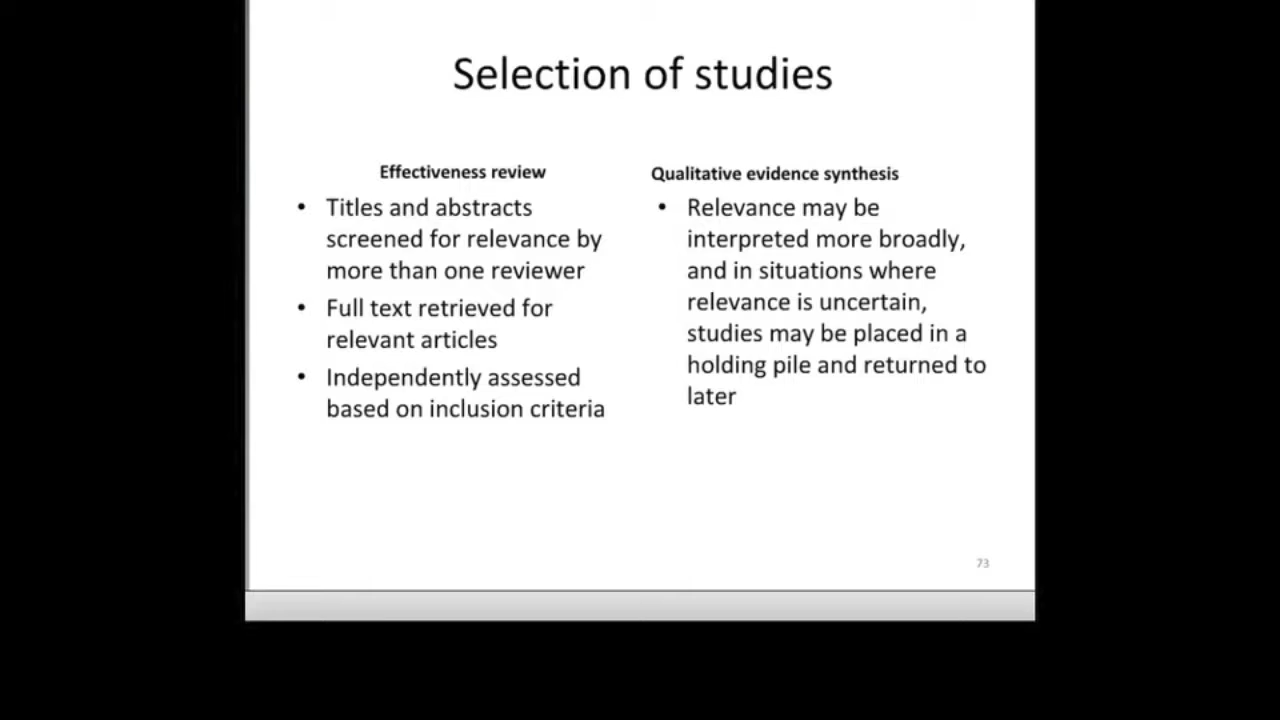 Selection of studies
Effectiveness review
• Titles and abstracts
screened for relevance by
more than one reviewer
• Full text retrieved for
relevant articles
• Independently assessed
based on inclusion criteria
Qualitative evidence synthesis
• Relevance may be
interpreted more broadly,
and in situations where
relevance is uncertain,
studies may be placed in a
holding pile and returned to
later
73